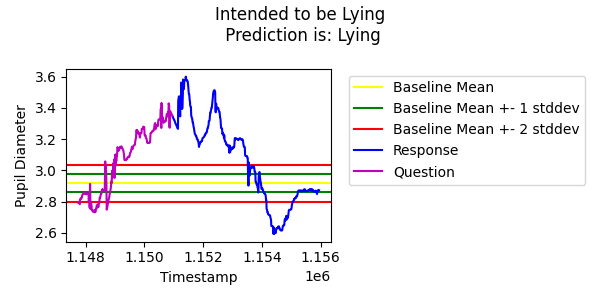 Intended to be Lying
Prediction is: Lying
Pupil Diameter
3.6
3.4
3.2
3.0
2.8
2.6
1.148
1.150
1.152
1.154
1.156
1e6
Timestamp
Baseline Mean
Baseline Mean +- 1 stddev
Baseline Mean +- 2 stddev
Response
Question